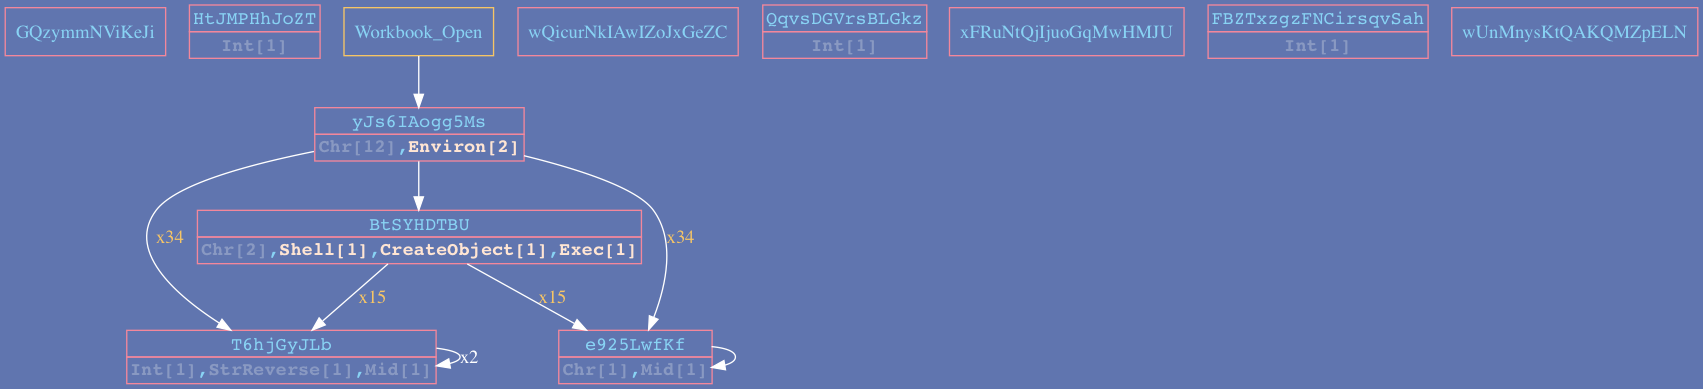 GQzymmNViKeJi
HtJMPHhJoZT
Int[1]
Workbook_Open
wQicurNkIAwIZoJxGeZC
QqvsDGVrsBLGkz
Int[1]
xFRuNtQjIjuoGqMwHMJU
FBZTxzgzFNCirsqvSah
Int[1]
wUnMnysKtQAKQMZpELN
yJs6IAogg5Ms
Chr[12],Environ[2]
x34
BtSYHDTBU
Chr[2],Shell[1],CreateObject[1],Exec[1]
x34
x15
x15
T6hjGyJLb
Int[1],StrReverse[1],Mid[1]
x2
e925LwfKf
Chr[1],Mid[1]